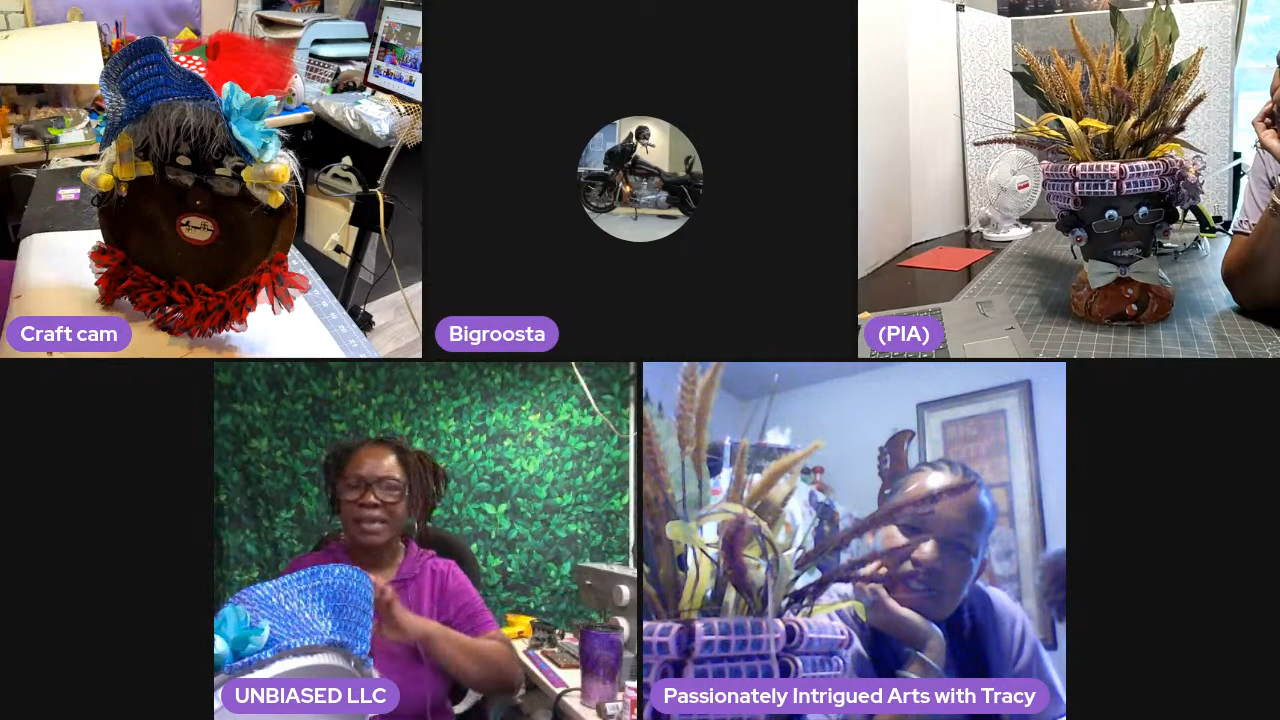 Craft cam
Bigroosta
(PIA)
UNBIASED LLC
Passionately Intrigued Arts with Tracy